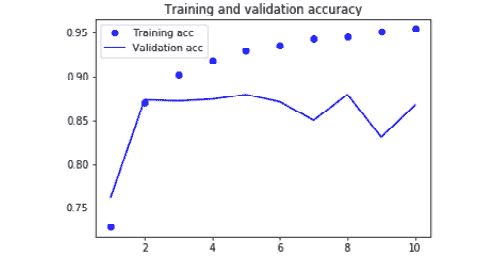 Training and validation accuracy
Training acc
Validation acc
0.95
0.90
0.85
0.80
0.75
2 4 6 8 10